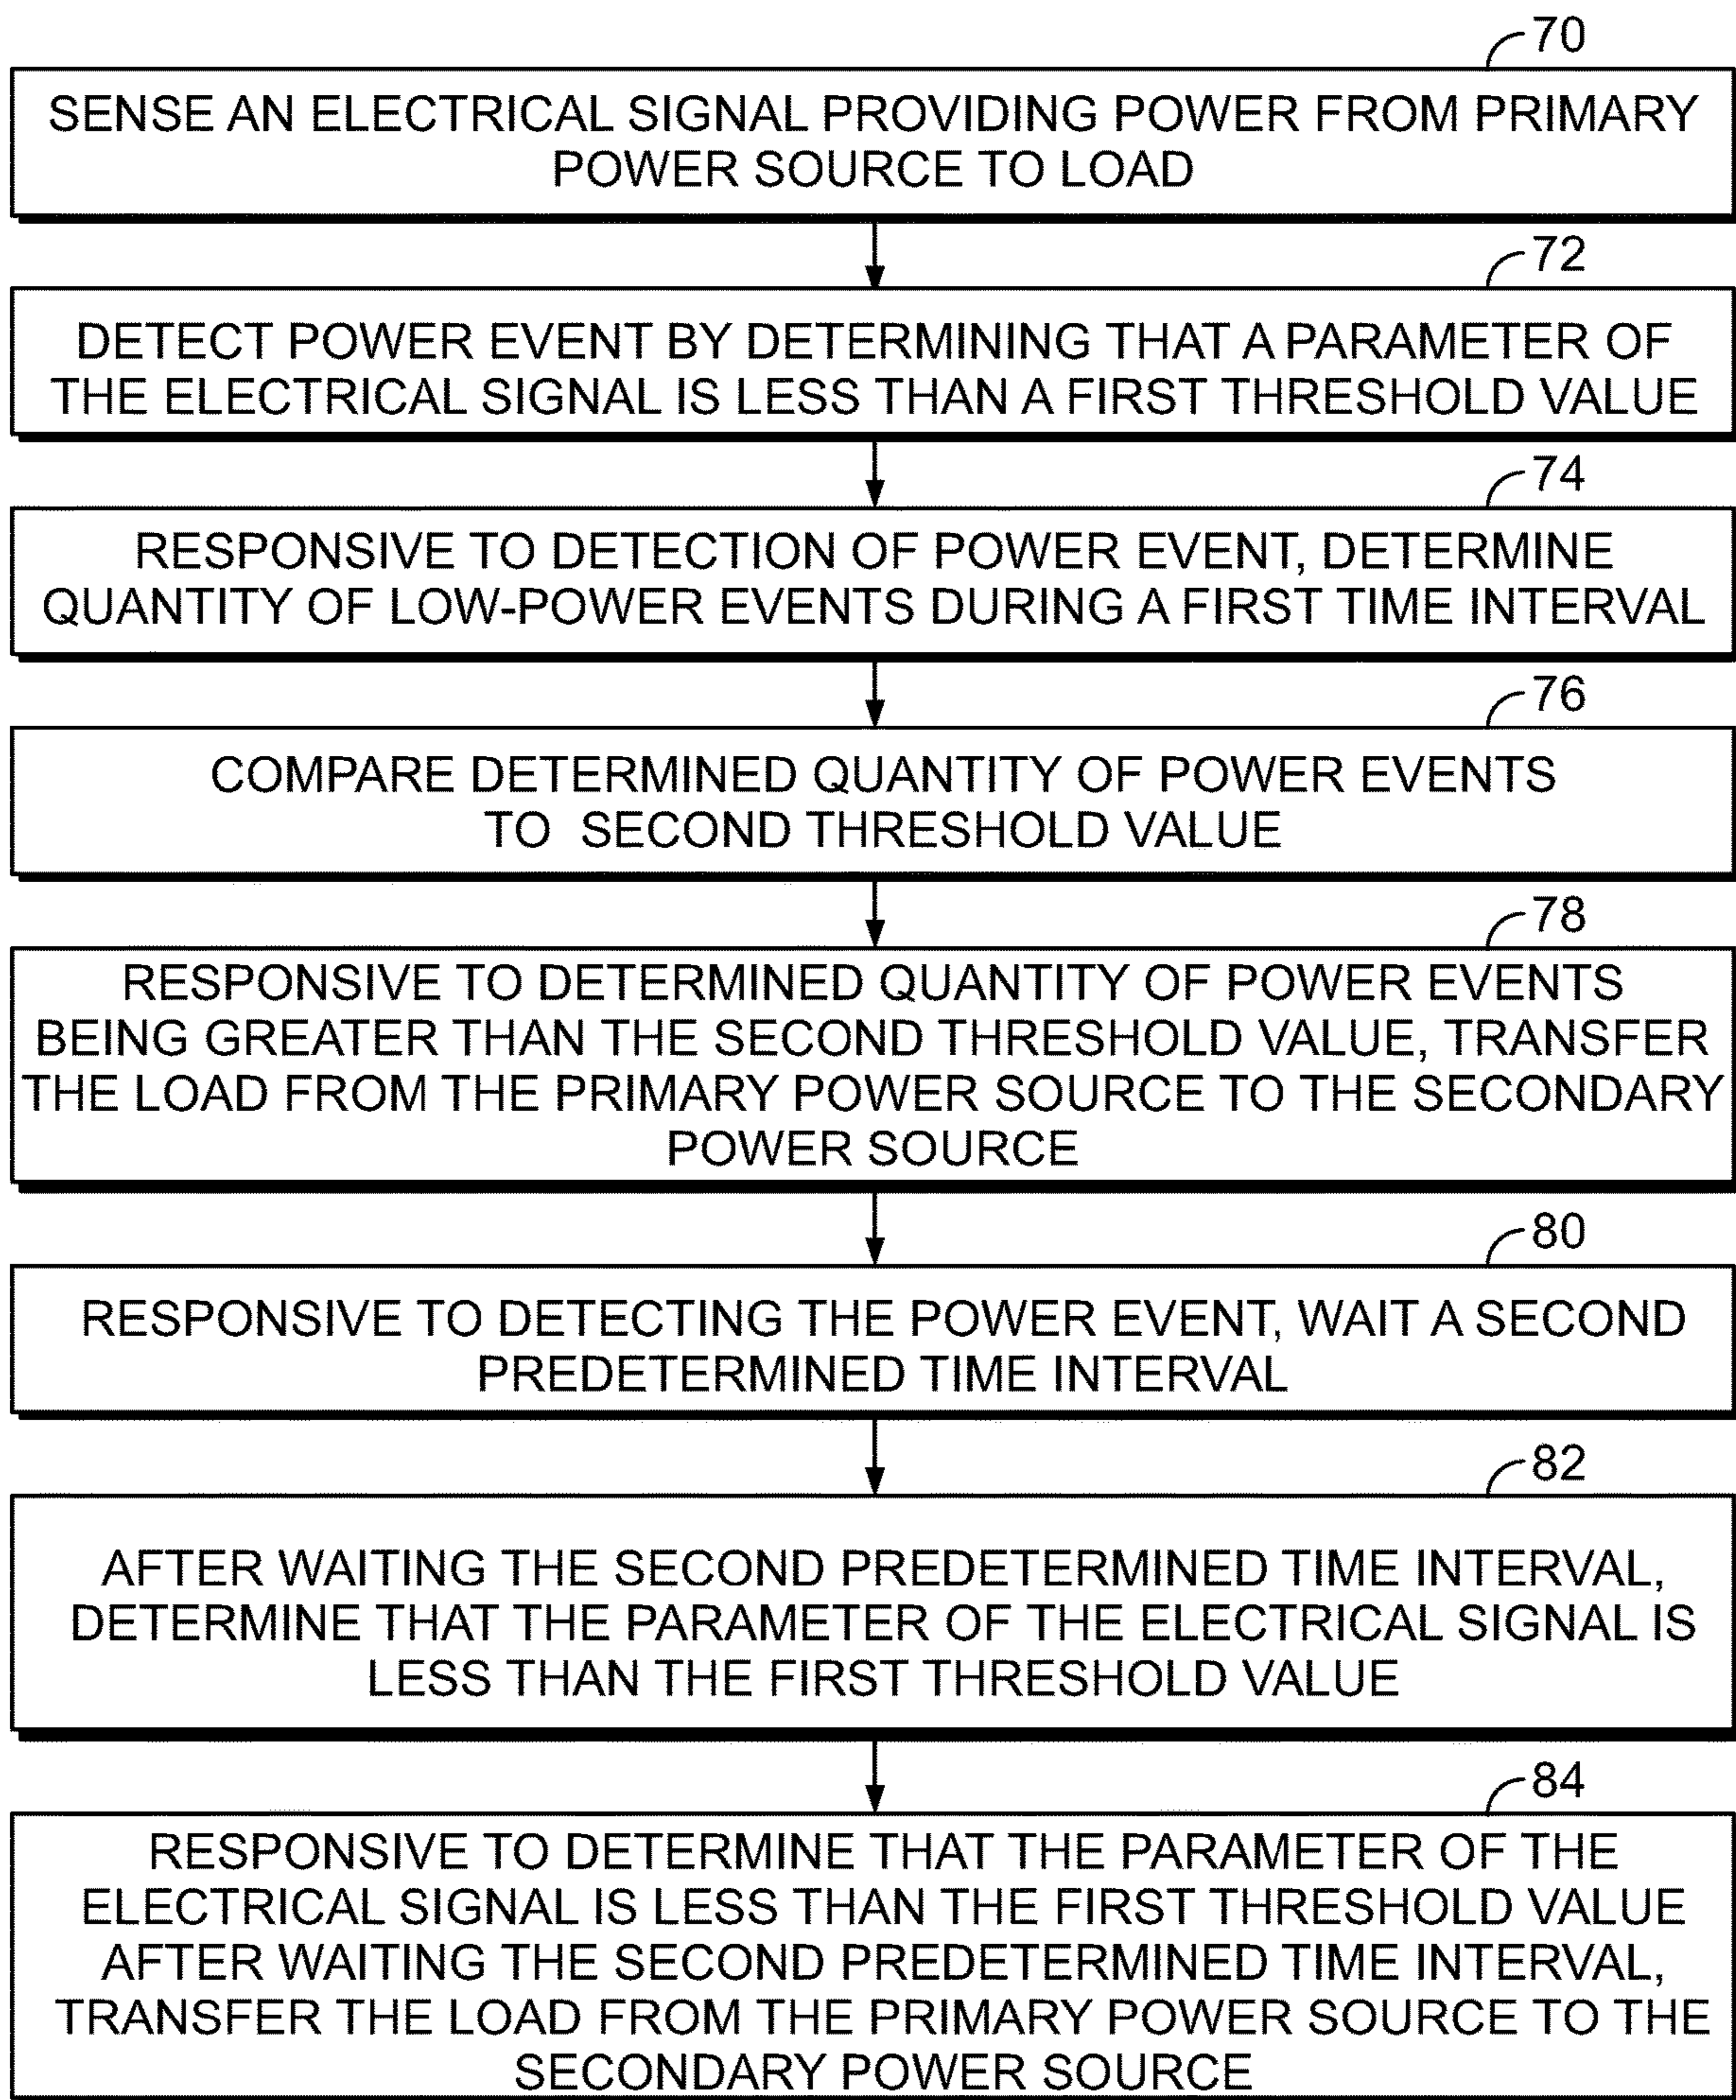 70
SENSE AN ELECTRICAL SIGNAL PROVIDING POWER FROM PRIMARY
POWER SOURCE TO LOAD
72
DETECT POWER EVENT BY DETERMINING THAT A PARAMETER OF
THE ELECTRICAL SIGNAL IS LESS THAN A FIRST THRESHOLD VALUE
74
RESPONSIVE TO DETECTION OF POWER EVENT, DETERMINE
QUANTITY OF LOW-POWER EVENTS DURING A FIRST TIME INTERVAL
76
COMPARE DETERMINED QUANTITY OF POWER EVENTS
TO SECOND THRESHOLD VALUE
78
RESPONSIVE TO DETERMINED QUANTITY OF POWER EVENTS
BEING GREATER THAN THE SECOND THRESHOLD VALUE, TRANSFER
THE LOAD FROM THE PRIMARY POWER SOURCE TO THE SECONDARY
POWER SOURCE
80
RESPONSIVE TO DETECTING THE POWER EVENT, WAIT A SECOND
PREDETERMINED TIME INTERVAL
82
AFTER WAITING THE SECOND PREDETERMINED TIME INTERVAL,
DETERMINE THAT THE PARAMETER OF THE ELECTRICAL SIGNAL IS
LESS THAN THE FIRST THRESHOLD VALUE
84
RESPONSIVE TO DETERMINE THAT THE PARAMETER OF THE
ELECTRICAL SIGNAL IS LESS THAN THE FIRST THRESHOLD VALUE
AFTER WAITING THE SECOND PREDETERMINED TIME INTERVAL,
TRANSFER THE LOAD FROM THE PRIMARY POWER SOURCE TO THE
SECONDARY POWER SOURCE